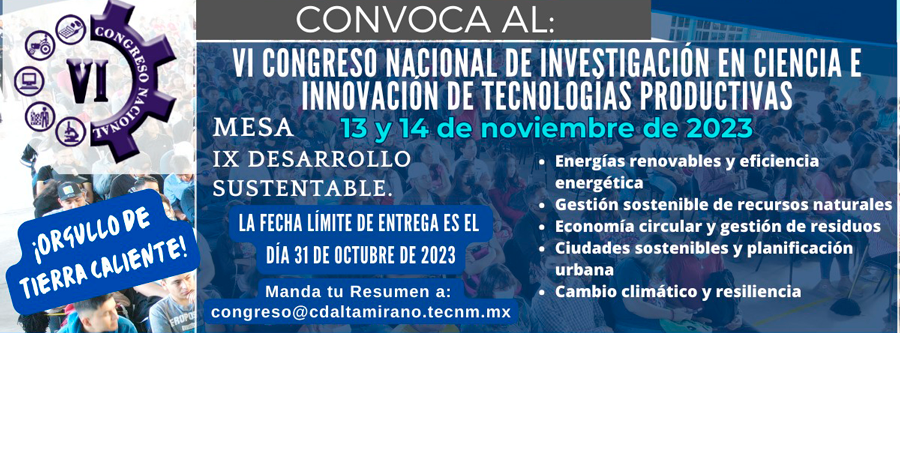 CONVOCA AL:
VI CONGRESO NACIONAL DE INVESTIGACIÓN EN CIENCIA E
INNOVACIÓN DE TECNOLOGÍAS PRODUCTIVAS
13 y 14 de noviembre de 2023
CONGRESO NACIONAL
VI
MESA
IX DESARROLLO
SUSTENTABLE.
LA FECHA LÍMITE DE ENTREGA ES EL
DÍA 31 DE OCTUBRE DE 2023
Manda tu Resumen a:
congreso@cdaltamirano.tecnm.mx
• Energías renovables y eficiencia
energética
• Gestión sostenible de recursos naturales
• Economía circular y gestión de residuos
• Ciudades sostenibles y planificación
urbana
• Cambio climático y resiliencia
¡ORGULLO DE
TIERRA CALIENTE!